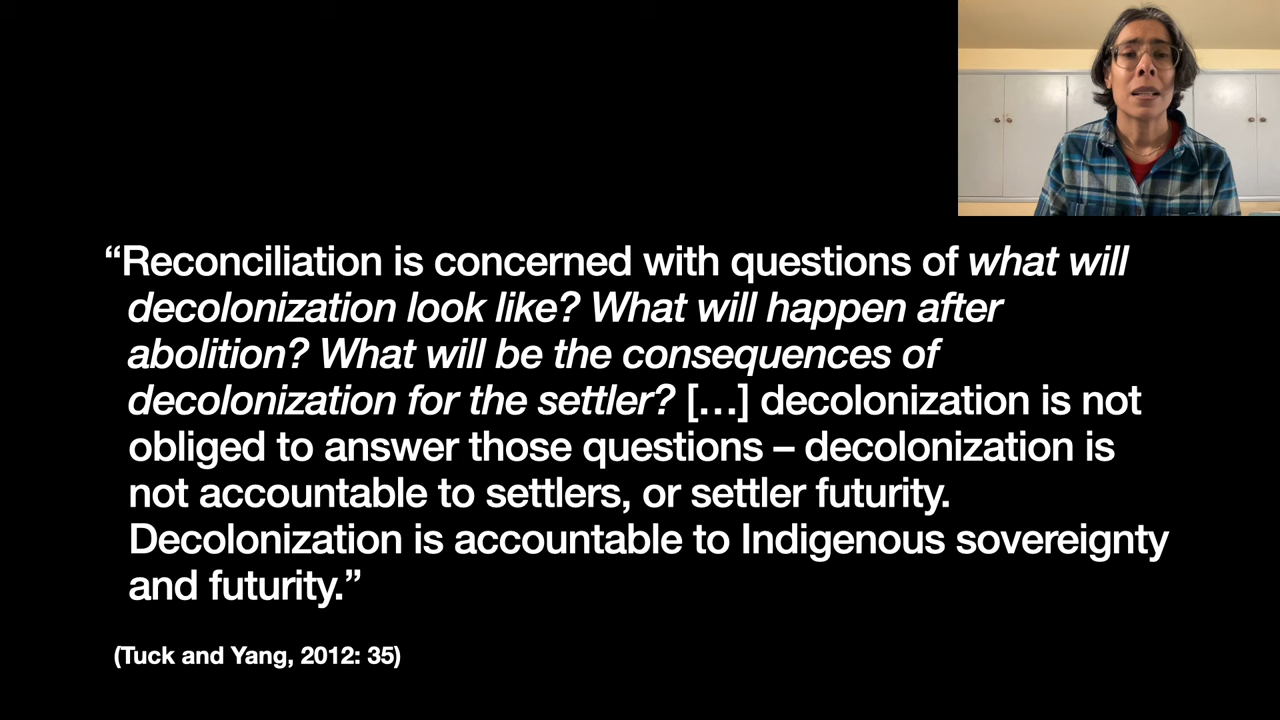 “Reconciliation is concerned with questions of what will
decolonization look like? What will happen after
abolition? What will be the consequences of
decolonization for the settler? […] decolonization is not
obliged to answer those questions – decolonization is
not accountable to settlers, or settler futurity.
Decolonization is accountable to Indigenous sovereignty
and futurity.”
(Tuck and Yang, 2012: 35)